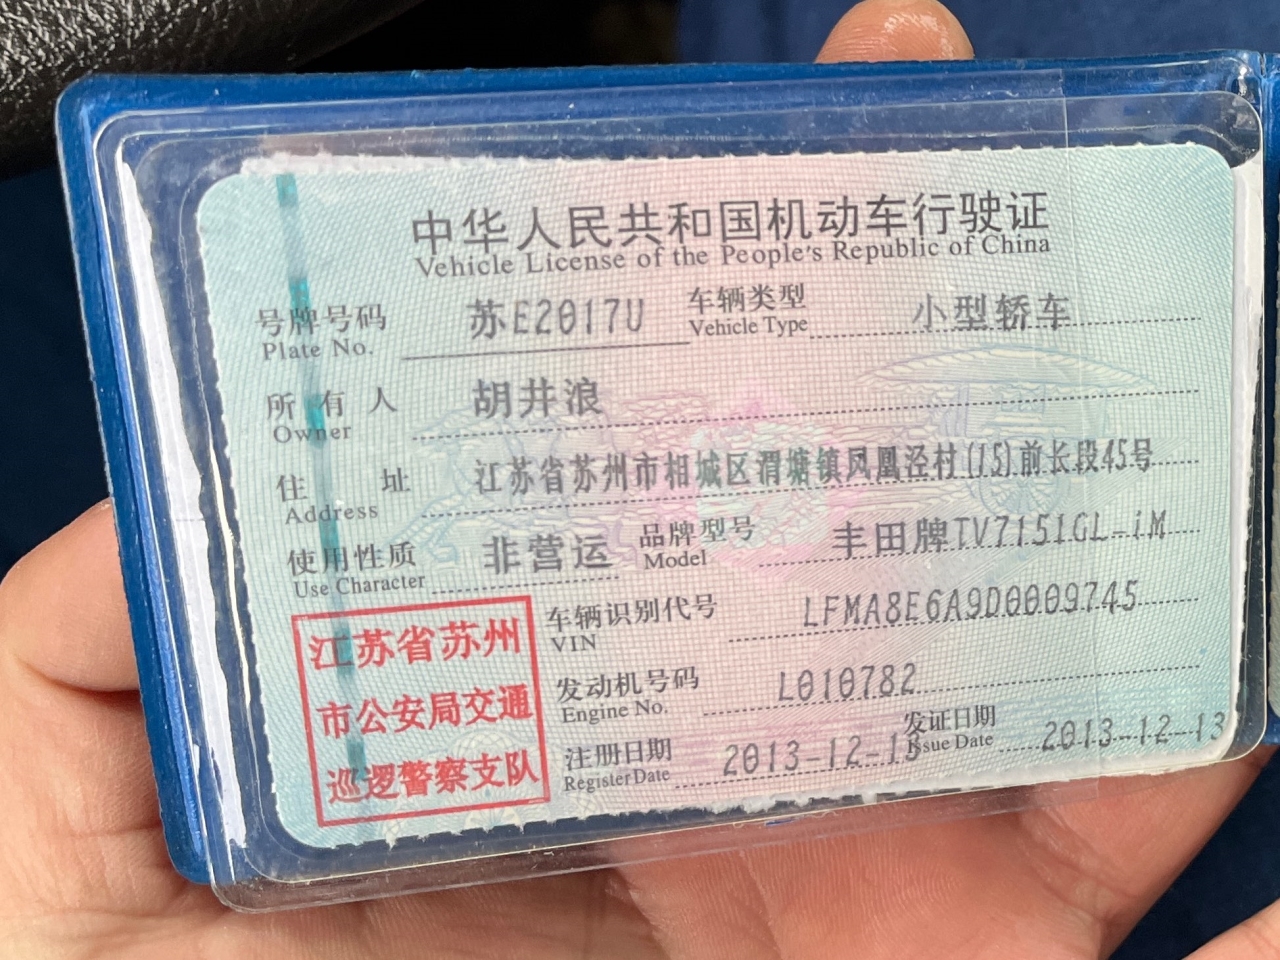 中华人民共和国机动车行驶证
Vehicle License of the People's Republic of China
号牌号码 苏E2017U 车辆类型 小型轿车
Plate No. Vehicle Type
所有人 胡井浪
Owner
住址 江苏省苏州市相城区渭塘镇凤凰泾村(15)前长段45号
Address
使用性质 非营运 品牌型号 丰田牌TV7151GL-iM
Use Character Model
江苏省苏州
市公安局交通
巡逻警察支队
车辆识别代号 LFMA8E6A9D0009745
VIN
发动机号码 L010782
Engine No.
注册日期 2013-12-13 发证日期 2013-12-13
Register Date Issue Date